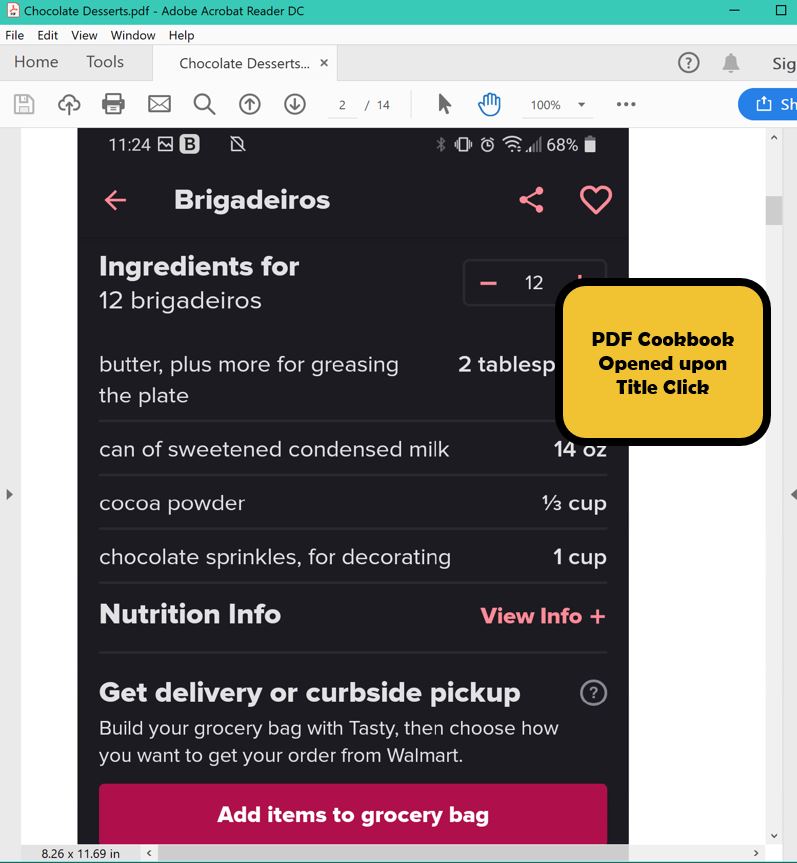 Chocolate Desserts.pdf - Adobe Acrobat Reader DC
File Edit View Window Help
Home Tools Chocolate Desserts... ×
? Sig
2 / 14 100% Sh
11:24 B 68%
Brigadeiros
Ingredients for
12 brigadeiros
− 12
butter, plus more for greasing
the plate
2 tablesp
PDF Cookbook
Opened upon
Title Click
can of sweetened condensed milk 14 oz
cocoa powder ⅓ cup
chocolate sprinkles, for decorating 1 cup
Nutrition Info View Info +
Get delivery or curbside pickup ?
Build your grocery bag with Tasty, then choose how
you want to get your order from Walmart.
Add items to grocery bag
8.26 x 11.69 in